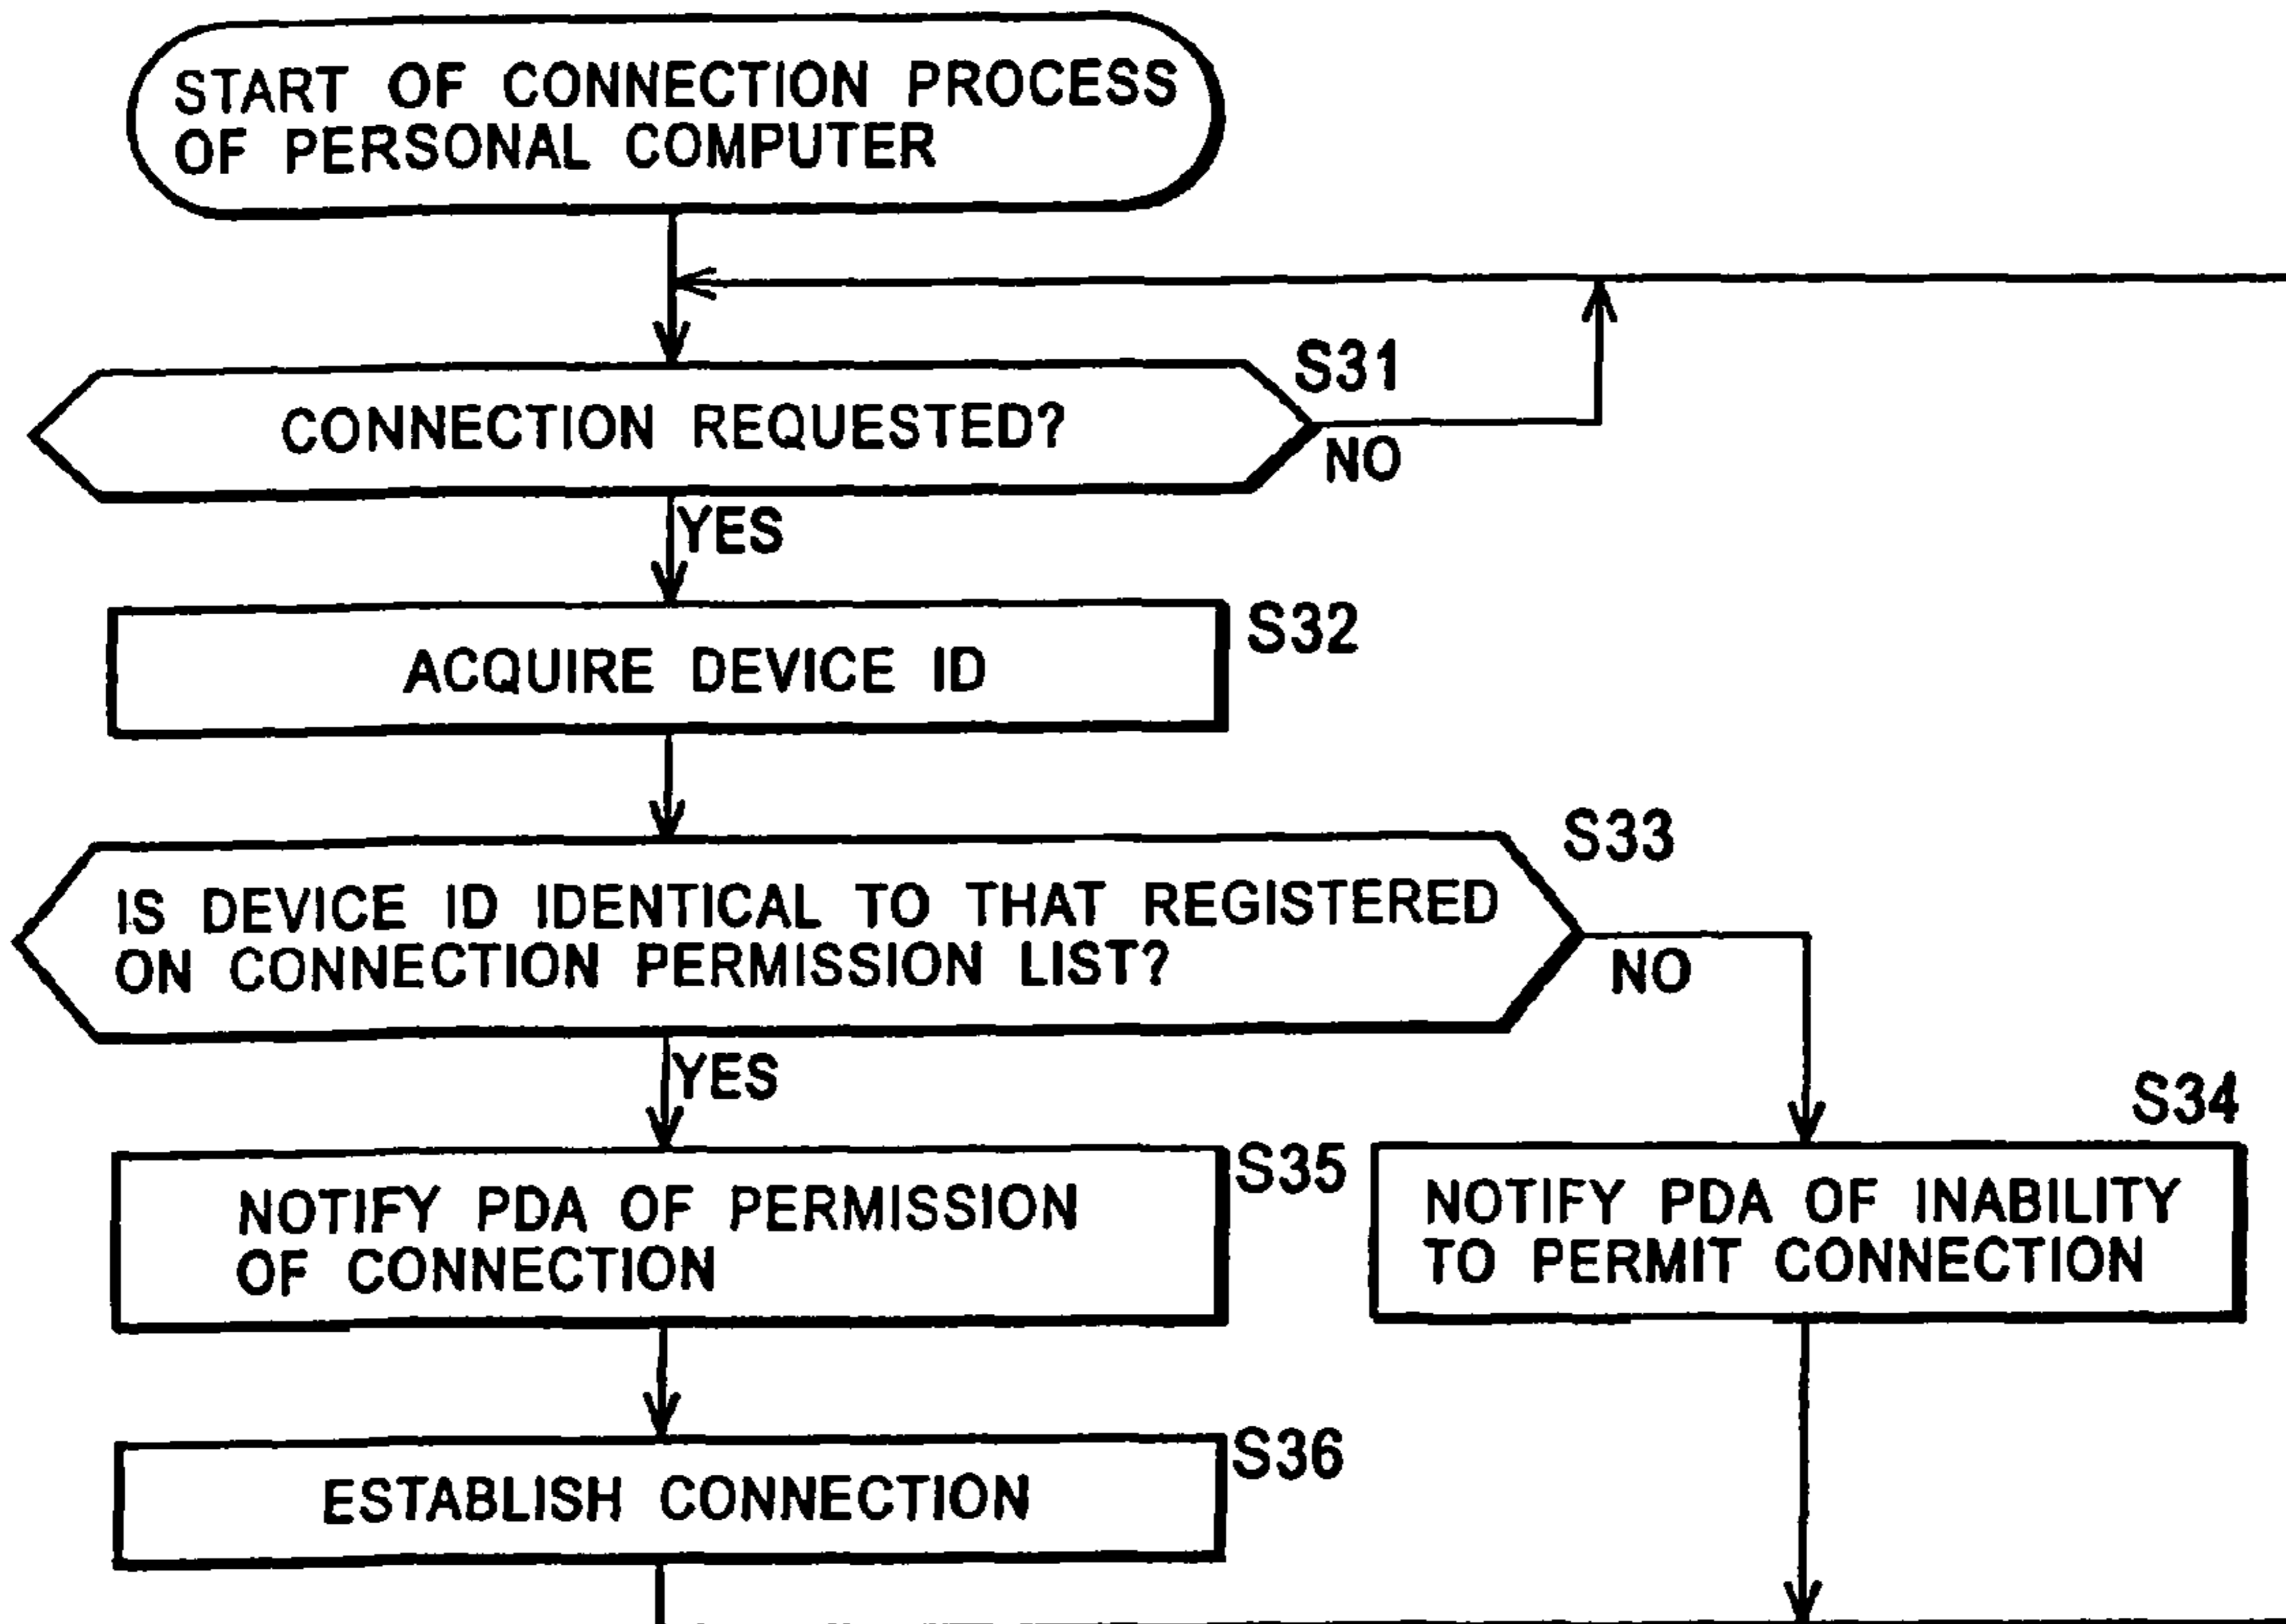 START OF CONNECTION PROCESS
OF PERSONAL COMPUTER
S31
CONNECTION REQUESTED?
NO
YES
S32
ACQUIRE DEVICE ID
S33
IS DEVICE ID IDENTICAL TO THAT REGISTERED
ON CONNECTION PERMISSION LIST?
NO
YES
S34
S35
NOTIFY PDA OF PERMISSION
OF CONNECTION
NOTIFY PDA OF INABILITY
TO PERMIT CONNECTION
S36
ESTABLISH CONNECTION